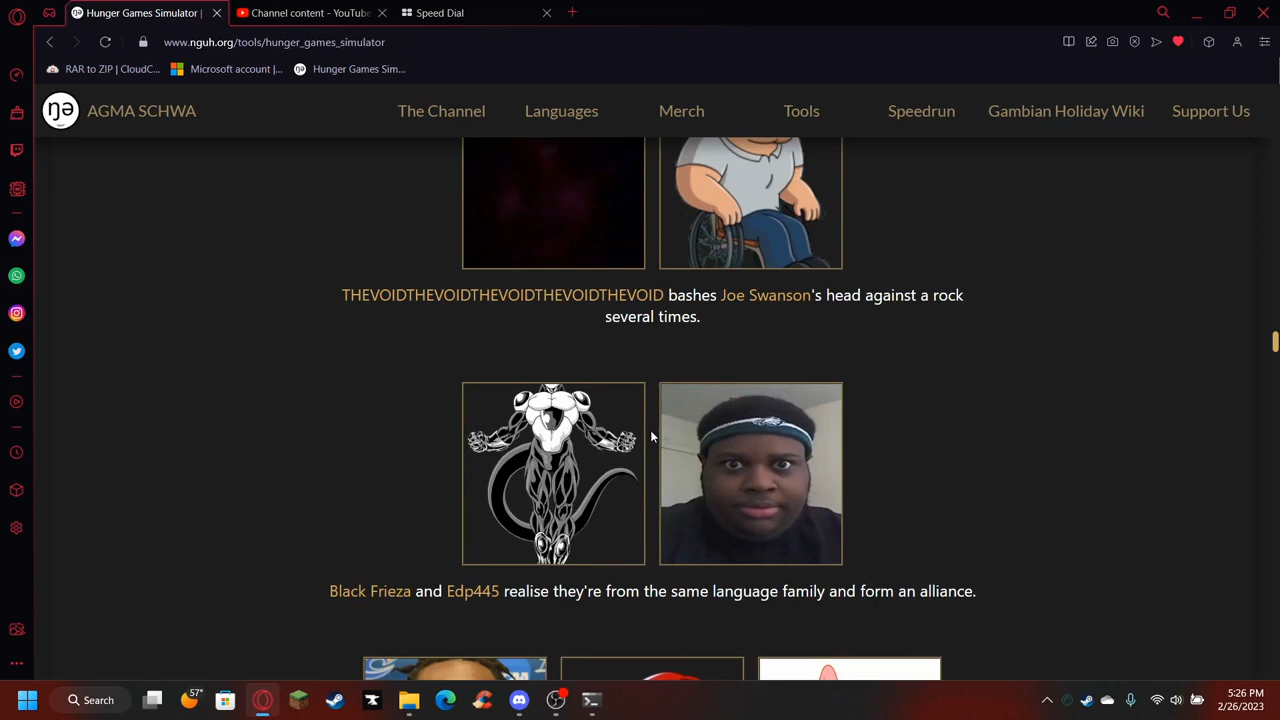 Hunger Games Simulator |
Channel content - YouTube
Speed Dial
www.nguh.org/tools/hunger_games_simulator
RAR to ZIP | CloudC...
Microsoft account |...
Hunger Games Sim...
ŋə
AGMA SCHWA
The Channel
Languages
Merch
Tools
Speedrun
Gambian Holiday Wiki
Support Us
THEVOIDTHEVOIDTHEVOIDTHEVOIDTHEVOID bashes Joe Swanson's head against a rock
several times.
Black Frieza and Edp445 realise they're from the same language family and form an alliance.
57°
Search
5:26 PM
2/26/2023